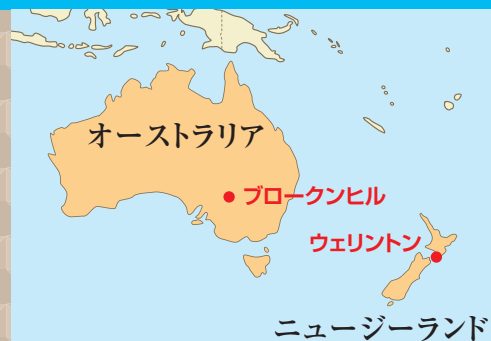 オーストラリア
ブロークンヒル
ウェリントン
ニュージーランド